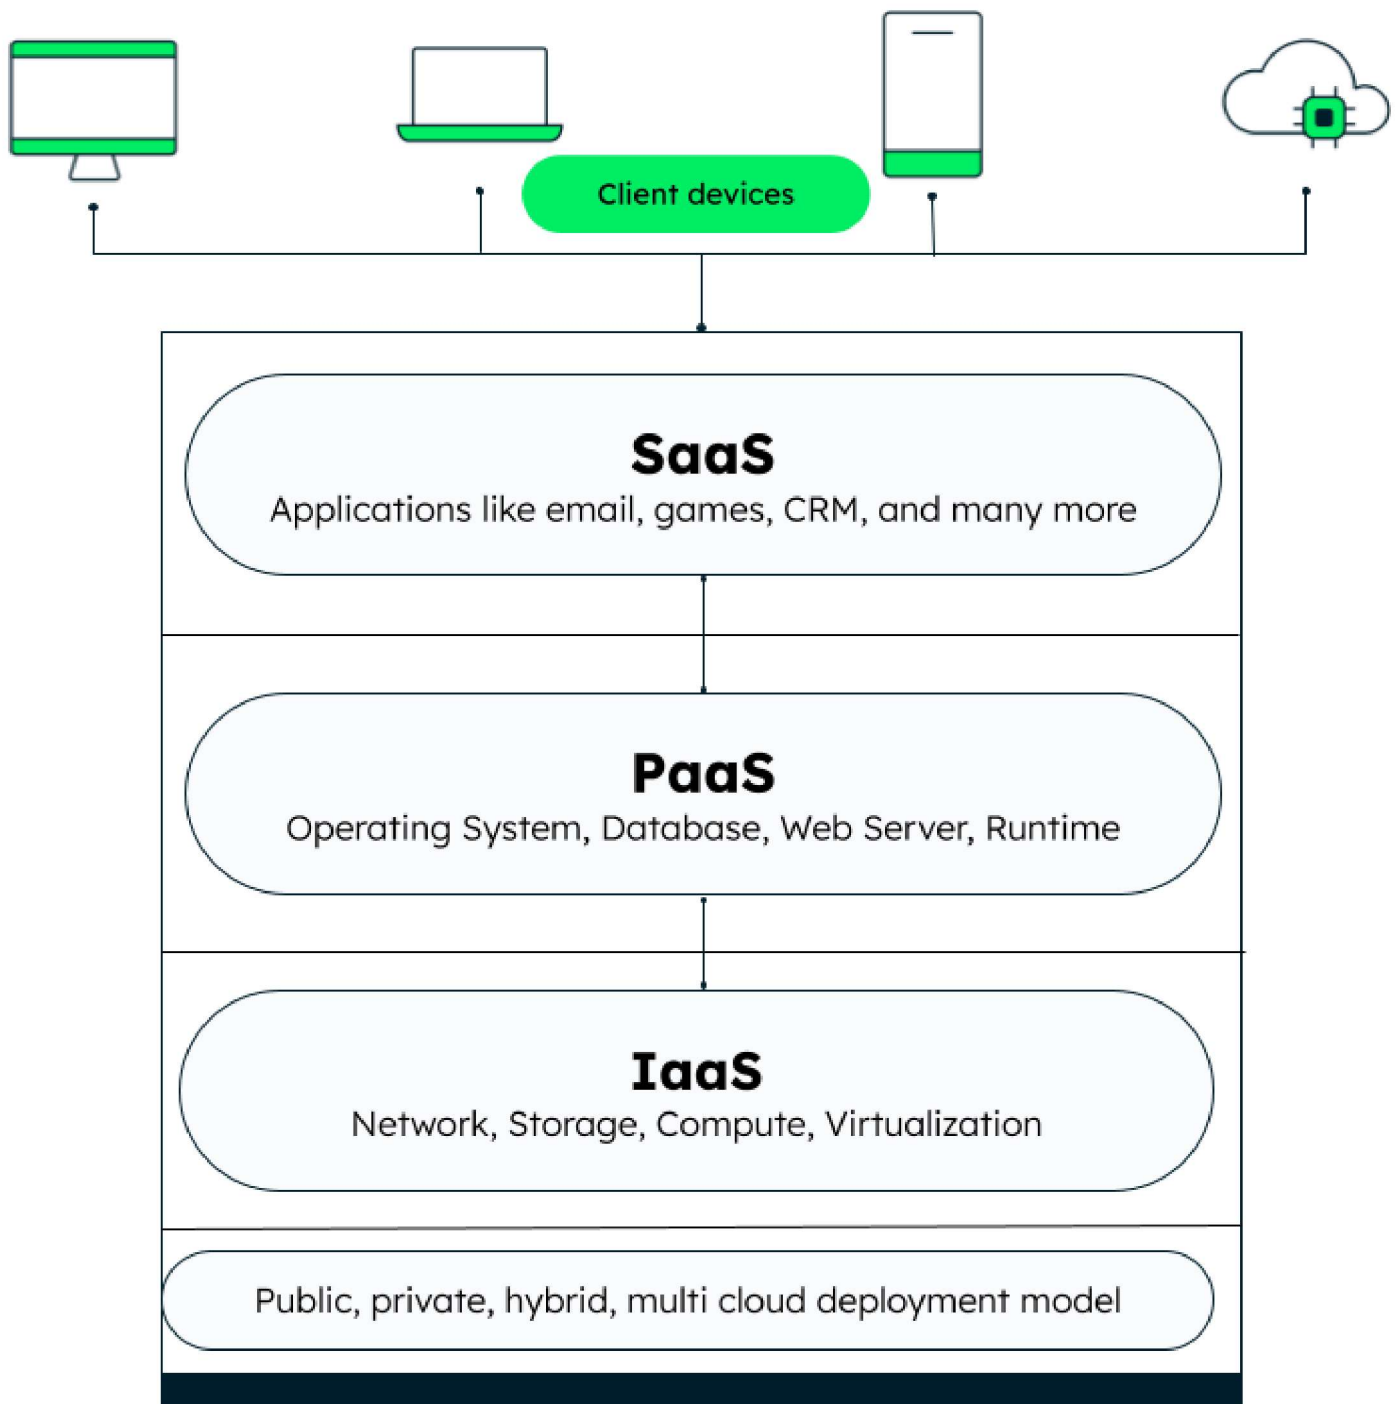 Client devices
SaaS
Applications like email, games, CRM, and many more
PaaS
Operating System, Database, Web Server, Runtime
IaaS
Network, Storage, Compute, Virtualization
Public, private, hybrid, multi cloud deployment model